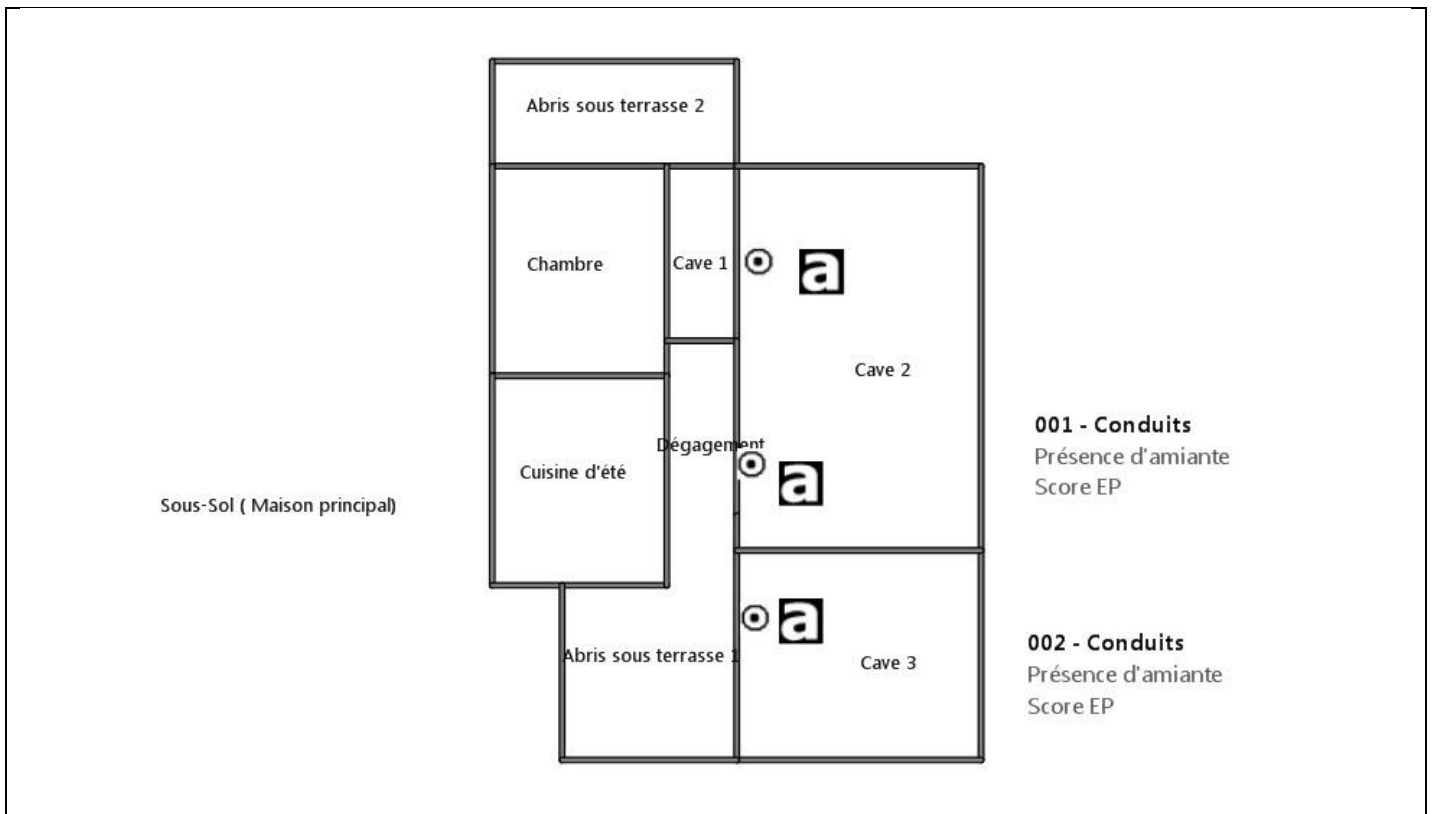 Abris sous terrasse 2
Chambre
Cave 1
a
Cave 2
001 - Conduits
Présence d'amiante
Score EP
Dégagement
Cuisine d'été
a
Sous-Sol ( Maison principal)
a
Abris sous terrasse 1
Cave 3
002 - Conduits
Présence d'amiante
Score EP